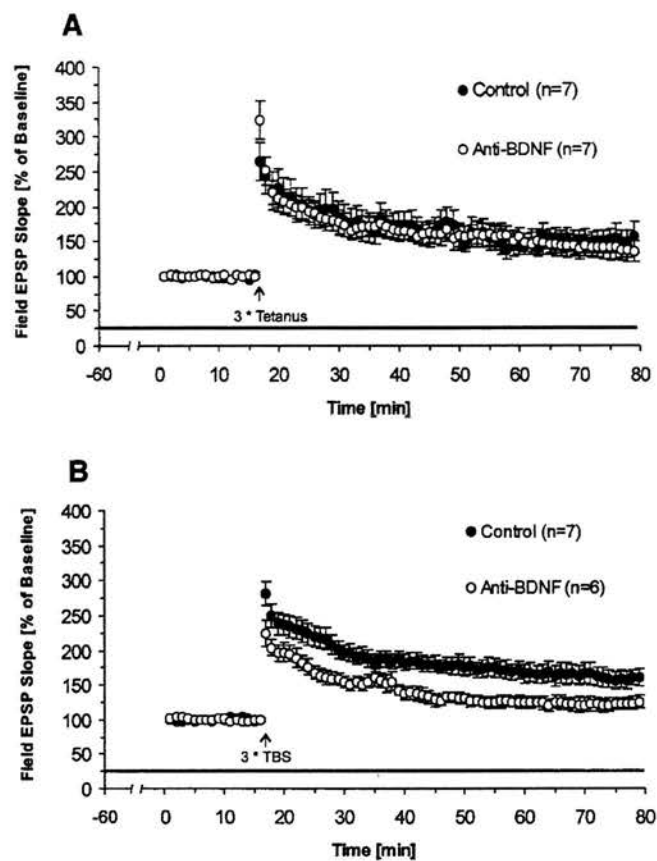 A
Field EPSP Slope [% of Baseline]
400
350
300
250
200
150
100
50
0
● Control (n=7)
○ Anti-BDNF (n=7)
3 * Tetanus
-60 0 10 20 30 40 50 60 70 80
Time [min]
B
Field EPSP Slope [% of Baseline]
400
350
300
250
200
150
100
50
0
● Control (n=7)
○ Anti-BDNF (n=6)
3 * TBS
-60 0 10 20 30 40 50 60 70 80
Time [min]